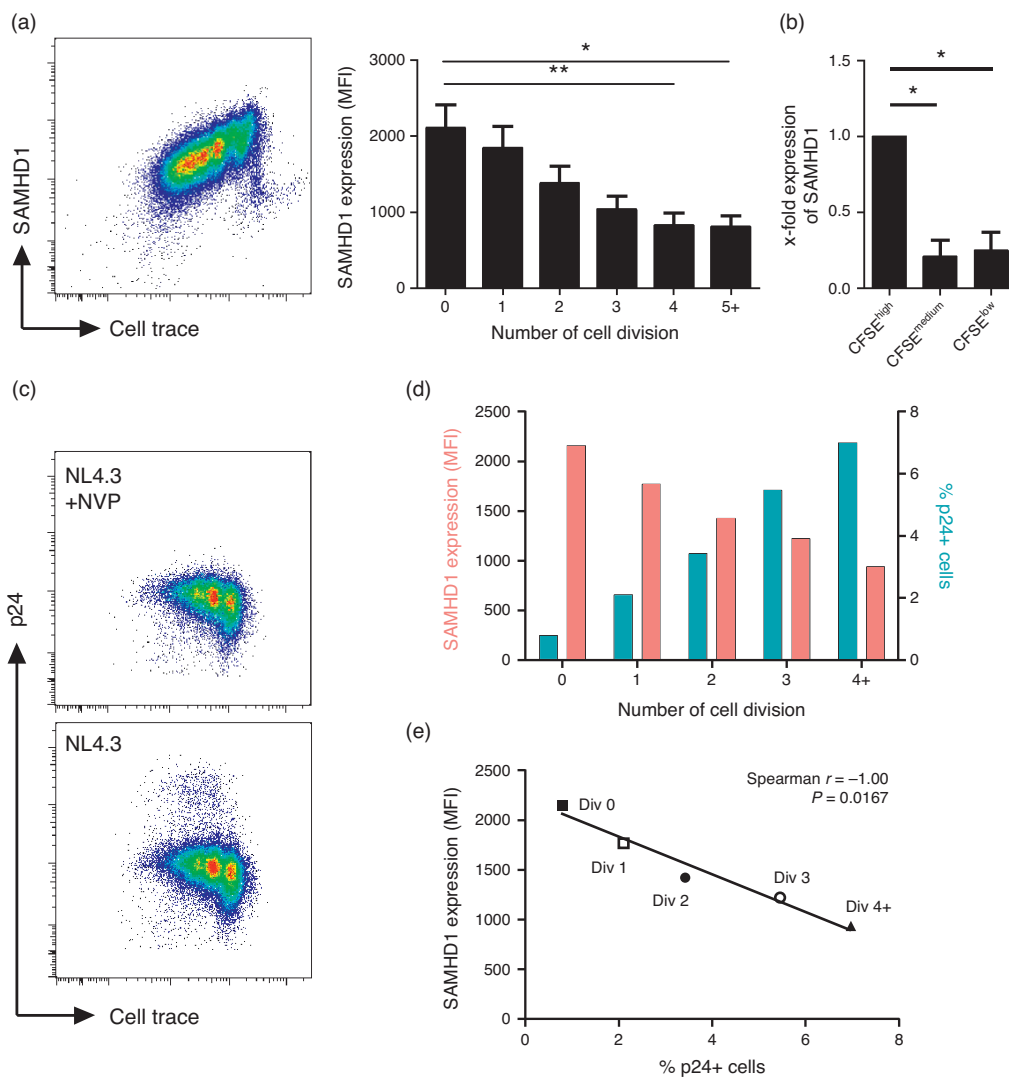 (a)
SAMHD1
Cell trace
SAMHD1 expression (MFI)
3000
2000
1000
0
*
**
0 1 2 3 4 5+
Number of cell division
(b)
x-fold expression
of SAMHD1
1.5
1.0
0.5
0.0
*
*
CFSEhigh
CFSEmedium
CFSElow
(c)
p24
NL4.3
+NVP
NL4.3
Cell trace
(d)
SAMHD1 expression (MFI)
2500
2000
1500
1000
500
0
8
6
4
2
0
% p24+ cells
0 1 2 3 4+
Number of cell division
(e)
SAMHD1 expression (MFI)
2500
2000
1500
1000
500
0
Spearman r = –1.00
P = 0.0167
Div 0
Div 1
Div 2
Div 3
Div 4+
0 2 4 6 8
% p24+ cells